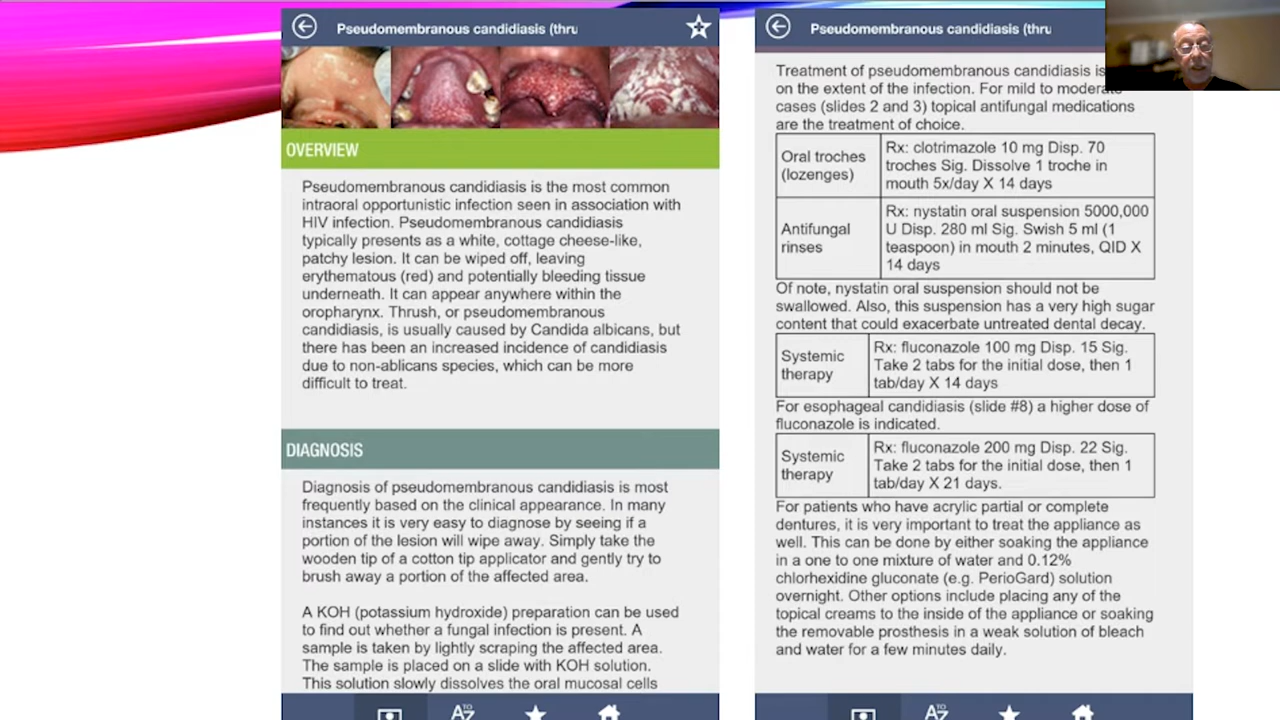 Pseudomembranous candidiasis (thru
OVERVIEW
Pseudomembranous candidiasis is the most common
intraoral opportunistic infection seen in association with
HIV infection. Pseudomembranous candidiasis
typically presents as a white, cottage cheese-like,
patchy lesion. It can be wiped off, leaving
erythematous (red) and potentially bleeding tissue
underneath. It can appear anywhere within the
oropharynx. Thrush, or pseudomembranous
candidiasis, is usually caused by Candida albicans, but
there has been an increased incidence of candidiasis
due to non-ablicans species, which can be more
difficult to treat.
DIAGNOSIS
Diagnosis of pseudomembranous candidiasis is most
frequently based on the clinical appearance. In many
instances it is very easy to diagnose by seeing if a
portion of the lesion will wipe away. Simply take the
wooden tip of a cotton tip applicator and gently try to
brush away a portion of the affected area.
A KOH (potassium hydroxide) preparation can be used
to find out whether a fungal infection is present. A
sample is taken by lightly scraping the affected area.
The sample is placed on a slide with KOH solution.
This solution slowly dissolves the oral mucosal cells
A TO Z
Pseudomembranous candidiasis (thru
Treatment of pseudomembranous candidiasis is
on the extent of the infection. For mild to moderate
cases (slides 2 and 3) topical antifungal medications
are the treatment of choice.
Oral troches
(lozenges)
Rx: clotrimazole 10 mg Disp. 70
troches Sig. Dissolve 1 troche in
mouth 5x/day X 14 days
Antifungal
rinses
Rx: nystatin oral suspension 5000,000
U Disp. 280 ml Sig. Swish 5 ml (1
teaspoon) in mouth 2 minutes, QID X
14 days
Of note, nystatin oral suspension should not be
swallowed. Also, this suspension has a very high sugar
content that could exacerbate untreated dental decay.
Systemic
therapy
Rx: fluconazole 100 mg Disp. 15 Sig.
Take 2 tabs for the initial dose, then 1
tab/day X 14 days
For esophageal candidiasis (slide #8) a higher dose of
fluconazole is indicated.
Systemic
therapy
Rx: fluconazole 200 mg Disp. 22 Sig.
Take 2 tabs for the initial dose, then 1
tab/day X 21 days.
For patients who have acrylic partial or complete
dentures, it is very important to treat the appliance as
well. This can be done by either soaking the appliance
in a one to one mixture of water and 0.12%
chlorhexidine gluconate (e.g. PerioGard) solution
overnight. Other options include placing any of the
topical creams to the inside of the appliance or soaking
the removable prosthesis in a weak solution of bleach
and water for a few minutes daily.
A TO Z